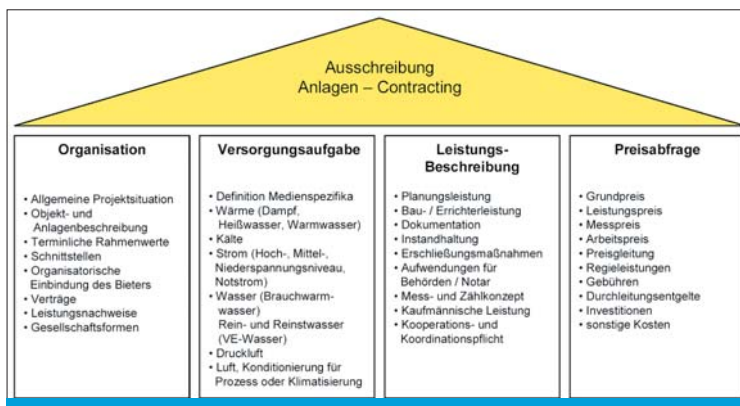 Ausschreibung
Anlagen – Contracting
Organisation
• Allgemeine Projektsituation
• Objekt- und
Anlagenbeschreibung
• Terminliche Rahmenwerte
• Schnittstellen
• Organisatorische
Einbindung des Bieters
• Verträge
• Leistungsnachweise
• Gesellschaftsformen
Versorgungsaufgabe
• Definition Medienspezifika
• Wärme (Dampf,
Heißwasser, Warmwasser)
• Kälte
• Strom (Hoch-, Mittel-,
Niederspannungsniveau,
Notstrom)
• Wasser (Brauchwarm-
wasser)
Rein- und Reinstwasser
(VE-Wasser)
• Druckluft
• Luft, Konditionierung für
Prozess oder Klimatisierung
Leistungs-
Beschreibung
• Planungsleistung
• Bau- / Errichterleistung
• Dokumentation
• Instandhaltung
• Erschließungsmaßnahmen
• Aufwendungen für
Behörden / Notar
• Mess- und Zählkonzept
• Kaufmännische Leistung
• Kooperations- und
Koordinationspflicht
Preisabfrage
• Grundpreis
• Leistungspreis
• Messpreis
• Arbeitspreis
• Preisgleitung
• Regieleistungen
• Gebühren
• Durchleitungsentgelte
• Investitionen
• sonstige Kosten